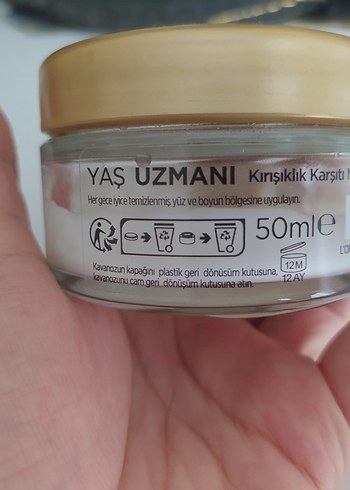 YAŞ UZMANI Kırışıklık Karşıtı
Her gece iyice temizlenmiş yüz ve boyun bölgesine uygulayın.
50ml℮
Kavanozun kapağını plastik geri dönüşüm kutusuna,
kavanozunu cam geri dönüşüm kutusuna atın.
12M
12 AY